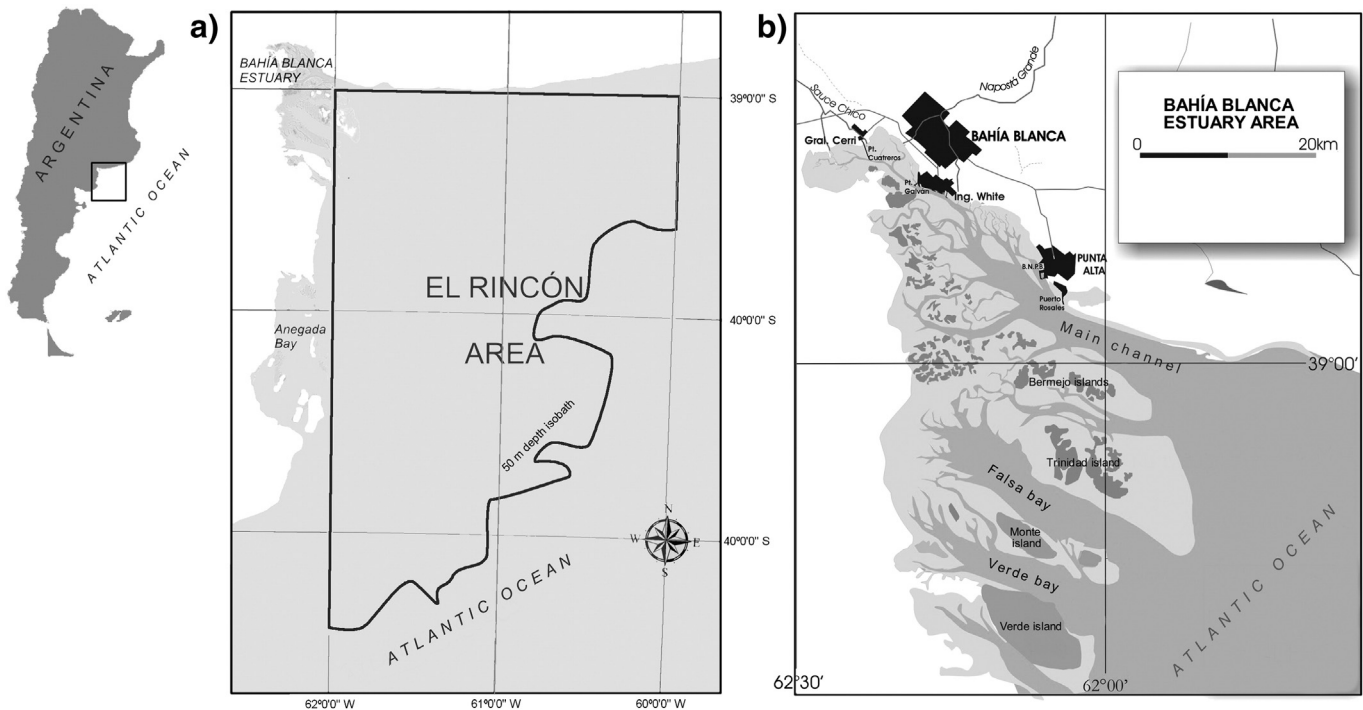 ARGENTINA
ATLANTIC OCEAN
a)
BAHÍA BLANCA
ESTUARY
39°0'0" S
EL RINCÓN
AREA
40°0'0" S
Anegada
Bay
50 m depth isobath
N
W
E
S
40°0'0" S
ATLANTIC OCEAN
62°0'0" W
61°0'0" W
60°0'0" W
b)
Napostá Grande
Sauce Chico
BAHÍA BLANCA
ESTUARY AREA
0
20km
BAHÍA BLANCA
Gral. Cerri
Pt.
Cuatreros
Pt.
Galván
Ing. White
B.N.P.B.
PUNTA
ALTA
Puerto
Rosales
Main channel
39°00'
Bermejo islands
Trinidad island
Falsa bay
Monte
island
Verde bay
Verde island
ATLANTIC OCEAN
62°30'
62°00'